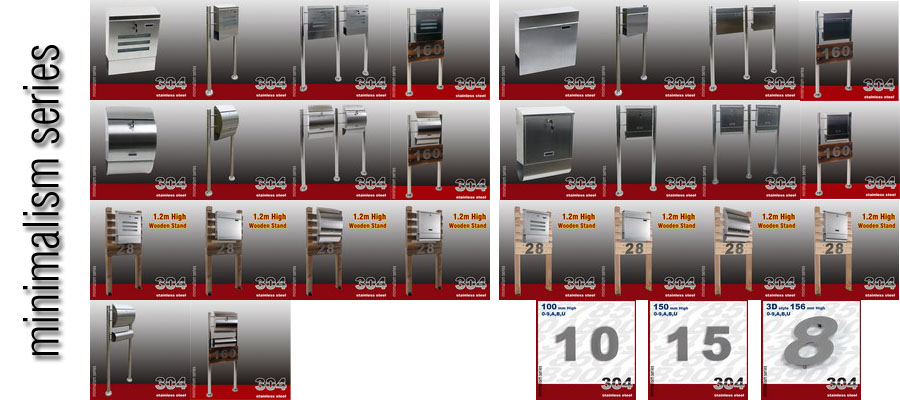 minimalism series
304
stainless steel
304
stainless steel
304
stainless steel
160
304
stainless steel
304
stainless steel
304
stainless steel
304
stainless steel
160
304
stainless steel
304
stainless steel
304
stainless steel
304
stainless steel
160
304
stainless steel
304
stainless steel
304
stainless steel
304
stainless steel
160
304
stainless steel
1.2m High
Wooden Stand
28
304
stainless steel
1.2m High
Wooden Stand
28
304
stainless steel
1.2m High
Wooden Stand
28
304
stainless steel
1.2m High
Wooden Stand
28
304
stainless steel
1.2m High
Wooden Stand
28
304
stainless steel
1.2m High
Wooden Stand
28
304
stainless steel
1.2m High
Wooden Stand
28
304
stainless steel
1.2m High
Wooden Stand
28
304
stainless steel
304
stainless steel
160
304
stainless steel
100 mm High
0-9,A,B,U
10
304
stainless steel
150 mm High
0-9,A,B,U
15
304
stainless steel
3D style 156 mm High
0-9,A,B,U
8
304
stainless steel